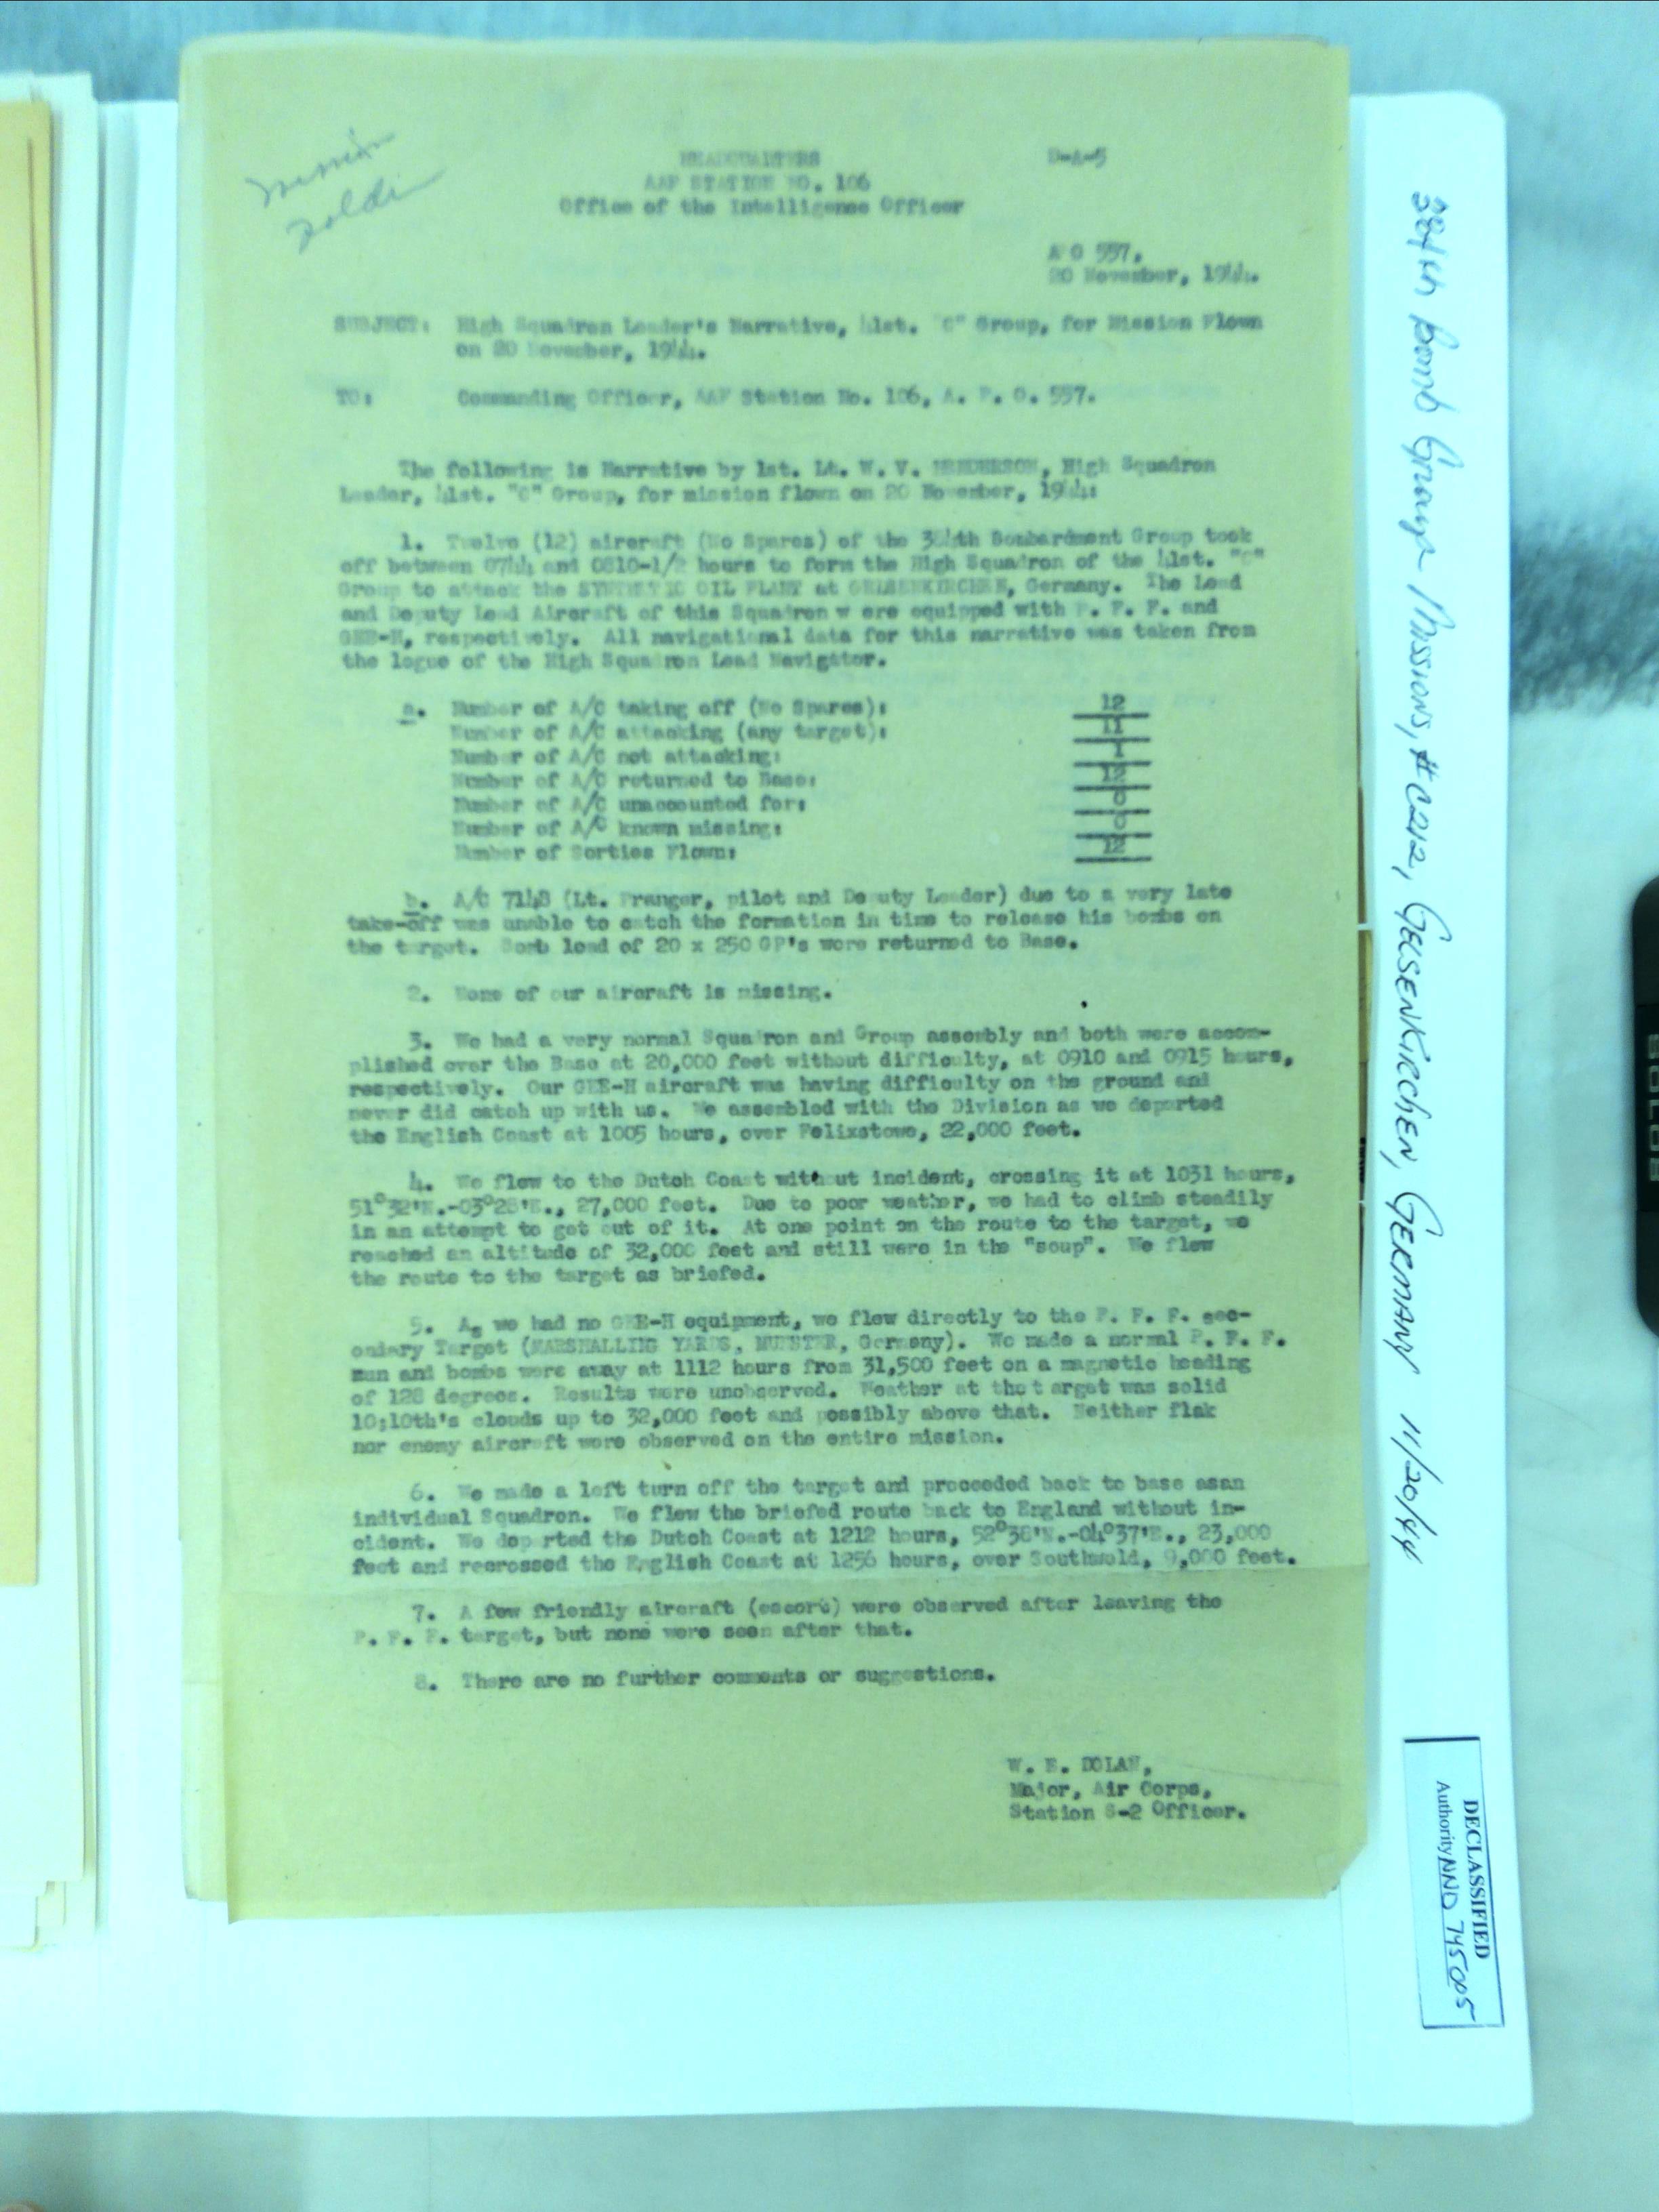 Mission
HEADQUARTERS
AAF STATION NO. 106
Office of the Intelligence Officer
D-A-5
A P O 557,
20 November, 1944.
SUBJECT: High Squadron Leader's Narrative, 41st. "C" Group, for Mission Flown
on 20 November, 1944.
TO: Commanding Officer, AAF Station No. 106, A. P. O. 557.
The following is Narrative by 1st. Lt. W. V. HENDERSON, High Squadron
Leader, 41st. "C" Group, for mission flown on 20 November, 1944:
1. Twelve (12) aircraft (No Spares) of the 384th Bombardment Group took
off between 0744 and 0810-1/2 hours to form the High Squadron of the 41st. "C"
Group to attack the SYNTHETIC OIL PLANT at GELSENKIRCHEN, Germany. The Lead
and Deputy Lead Aircraft of this Squadron w ere equipped with P. F. F. and
GEE-H, respectively. All navigational data for this narrative was taken from
the logue of the High Squadron Lead Navigator.
a. Number of A/C taking off (No Spares): 12
Number of A/C attacking (any target): 11
Number of A/C not attacking: 1
Number of A/C returned to Base: 12
Number of A/C unaccounted for: 0
Number of A/C known missing: 0
Number of Sorties Flown: 12
b. A/C 7148 (Lt. Franger, pilot and Deputy Leader) due to a very late
take-off was unable to catch the formation in time to release his bombs on
the target. Bomb load of 20 x 250 GP's were returned to Base.
2. None of our aircraft is missing.
3. We had a very normal Squadron and Group assembly and both were accom-
plished over the Base at 20,000 feet without difficulty, at 0910 and 0915 hours,
respectively. Our GEE-H aircraft was having difficulty on the ground and
never did catch up with us. We assembled with the Division as we departed
the English Coast at 1005 hours, over Felixstowe, 22,000 feet.
4. We flew to the Dutch Coast without incident, crossing it at 1031 hours,
51°32'N.-03°28'E., 27,000 feet. Due to poor weather, we had to climb steadily
in an attempt to get out of it. At one point on the route to the target, we
reached an altitude of 32,000 feet and still were in the "soup". We flew
the route to the target as briefed.
5. As we had no GEE-H equipment, we flew directly to the P. F. F. sec-
ondary Target (MARSHALLING YARDS, MUNSTER, Germany). We made a normal P. F. F.
run and bombs were away at 1112 hours from 31,500 feet on a magnetic heading
of 128 degrees. Results were unobserved. Weather at the t arget was solid
10;10th's clouds up to 32,000 feet and possibly above that. Neither flak
nor enemy aircraft were observed on the entire mission.
6. We made a left turn off the target and proceeded back to base asan
individual Squadron. We flew the briefed route back to England without in-
cident. We departed the Dutch Coast at 1212 hours, 52°38'N.-04°37'E., 23,000
feet and recrossed the English Coast at 1256 hours, over Southwold, 9,000 feet.
7. A few friendly aircraft (escort) were observed after leaving the
P. F. F. target, but none were seen after that.
8. There are no further comments or suggestions.
W. E. DOLAN,
Major, Air Corps,
Station S-2 Officer.
384th Bomb Group Missions, #C212, GELSENKIRCHEN, GERMANY 11/20/44
DECLASSIFIED
Authority NND 745005